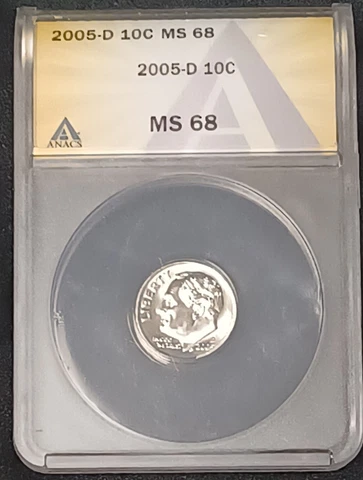 2005-D 10C MS 68
2005-D 10C
MS 68
ANACS
LIBERTY